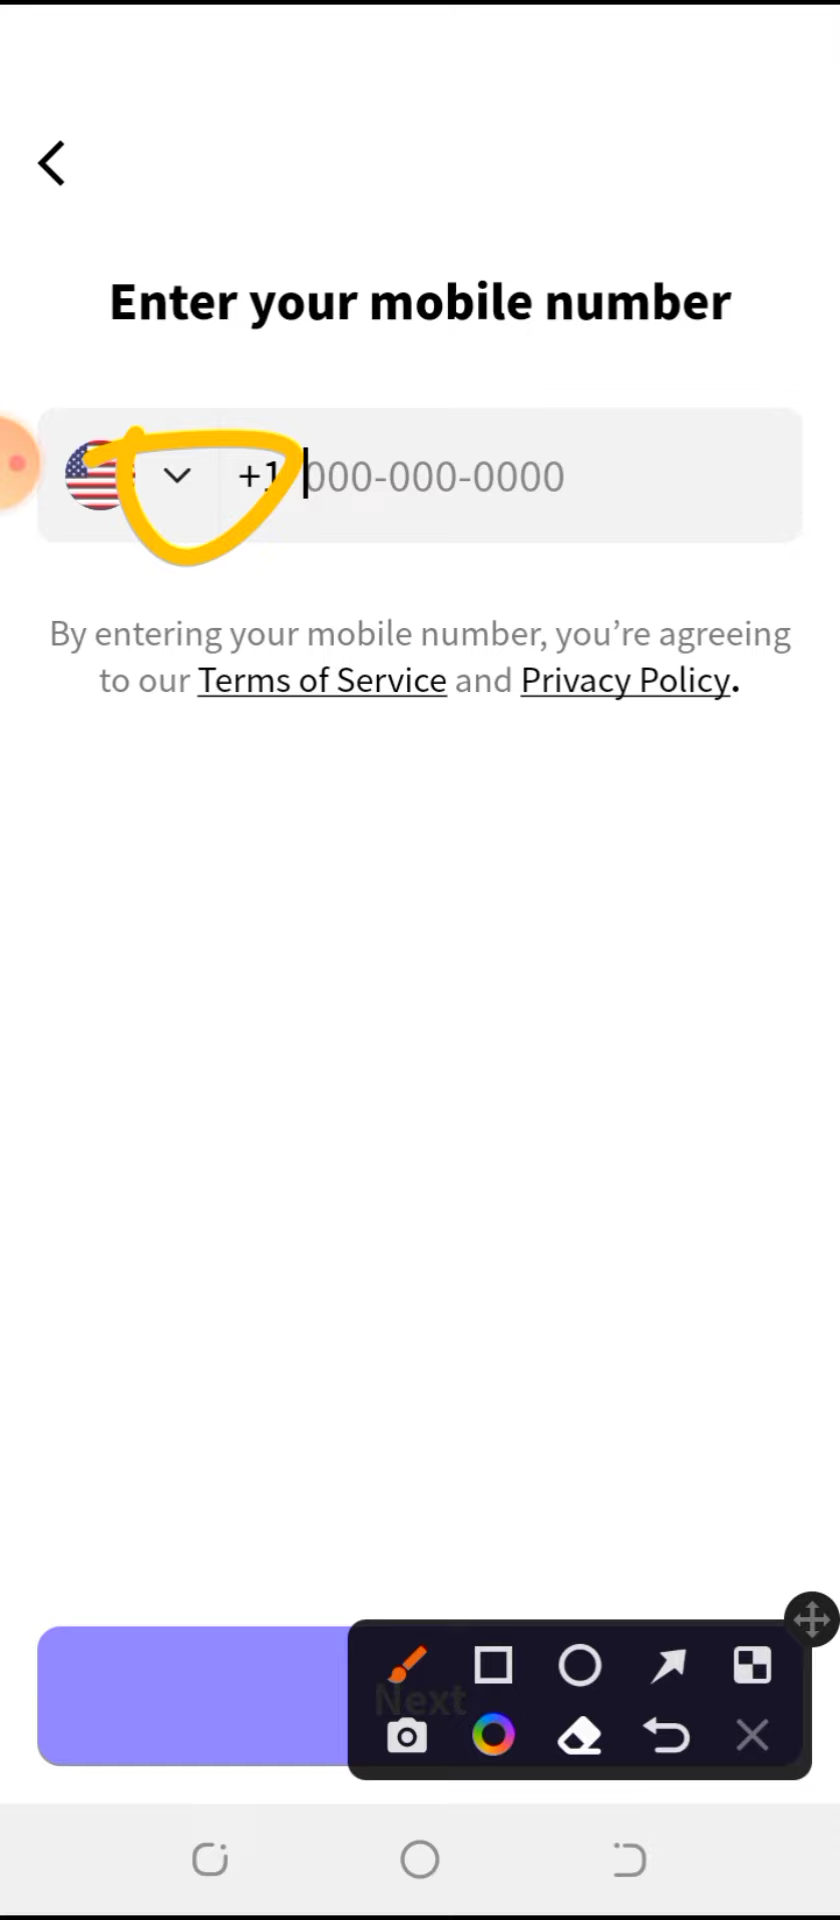 Enter your mobile number
+1 000-000-0000
By entering your mobile number, you’re agreeing
to our Terms of Service and Privacy Policy.
Next